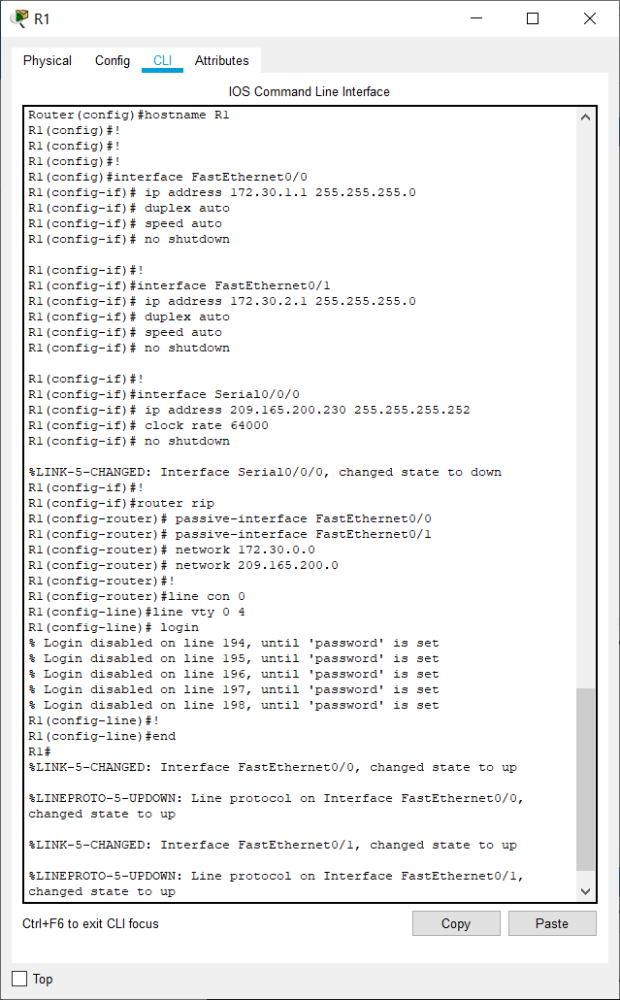 R1
Physical Config CLI Attributes
IOS Command Line Interface
Router(config)#hostname R1
R1(config)#!
R1(config)#!
R1(config)#!
R1(config)#interface FastEthernet0/0
R1(config-if)# ip address 172.30.1.1 255.255.255.0
R1(config-if)# duplex auto
R1(config-if)# speed auto
R1(config-if)# no shutdown
R1(config-if)#!
R1(config-if)#interface FastEthernet0/1
R1(config-if)# ip address 172.30.2.1 255.255.255.0
R1(config-if)# duplex auto
R1(config-if)# speed auto
R1(config-if)# no shutdown
R1(config-if)#!
R1(config-if)#interface Serial0/0/0
R1(config-if)# ip address 209.165.200.230 255.255.255.252
R1(config-if)# clock rate 64000
R1(config-if)# no shutdown
%LINK-5-CHANGED: Interface Serial0/0/0, changed state to down
R1(config-if)#!
R1(config-if)#router rip
R1(config-router)# passive-interface FastEthernet0/0
R1(config-router)# passive-interface FastEthernet0/1
R1(config-router)# network 172.30.0.0
R1(config-router)# network 209.165.200.0
R1(config-router)#!
R1(config-router)#line con 0
R1(config-line)#line vty 0 4
R1(config-line)# login
% Login disabled on line 194, until 'password' is set
% Login disabled on line 195, until 'password' is set
% Login disabled on line 196, until 'password' is set
% Login disabled on line 197, until 'password' is set
% Login disabled on line 198, until 'password' is set
R1(config-line)#!
R1(config-line)#end
R1#
%LINK-5-CHANGED: Interface FastEthernet0/0, changed state to up
%LINEPROTO-5-UPDOWN: Line protocol on Interface FastEthernet0/0,
changed state to up
%LINK-5-CHANGED: Interface FastEthernet0/1, changed state to up
%LINEPROTO-5-UPDOWN: Line protocol on Interface FastEthernet0/1,
changed state to up
Ctrl+F6 to exit CLI focus Copy Paste
Top